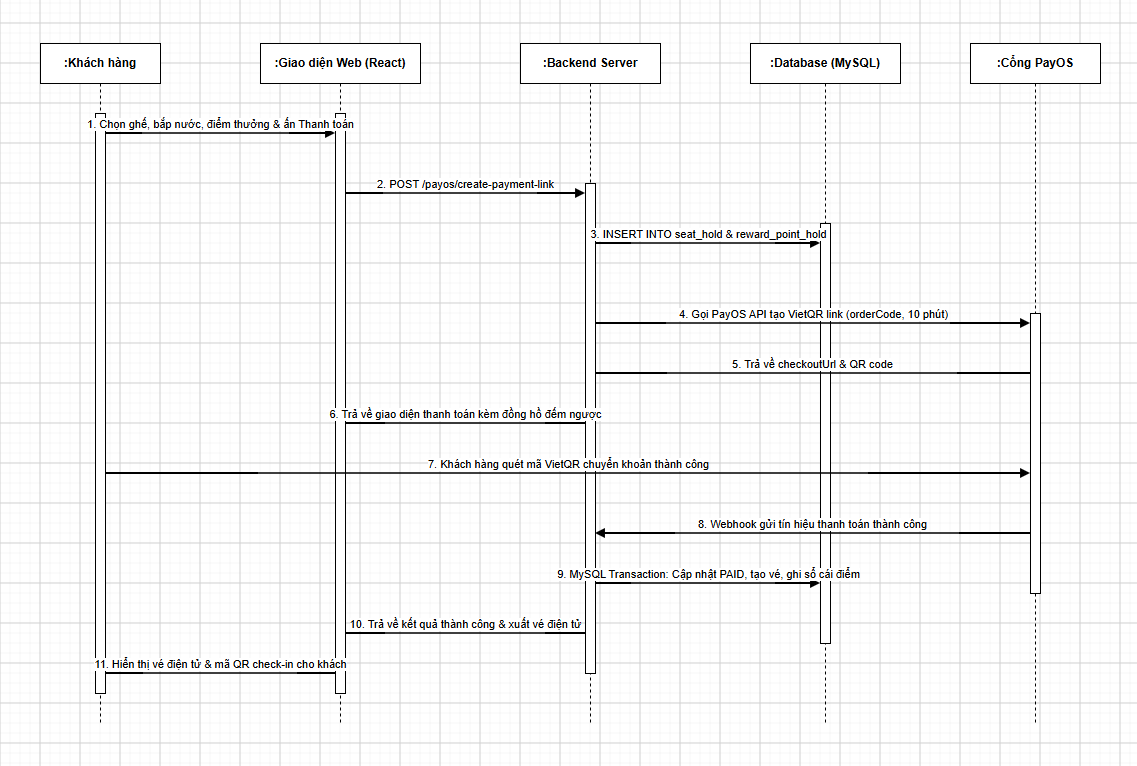 :Khách hàng
:Giao diện Web (React)
:Backend Server
:Database (MySQL)
:Cổng PayOS
1. Chọn ghế, bắp nước, điểm thưởng & ấn Thanh toán
2. POST /payos/create-payment-link
3. INSERT INTO seat_hold & reward_point_hold
4. Gọi PayOS API tạo VietQR link (orderCode, 10 phút)
5. Trả về checkoutUrl & QR code
6. Trả về giao diện thanh toán kèm đồng hồ đếm ngược
7. Khách hàng quét mã VietQR chuyển khoản thành công
8. Webhook gửi tín hiệu thanh toán thành công
9. MySQL Transaction: Cập nhật PAID, tạo vé, ghi sổ cái điểm
10. Trả về kết quả thành công & xuất vé điện tử
11. Hiển thị vé điện tử & mã QR check-in cho khách